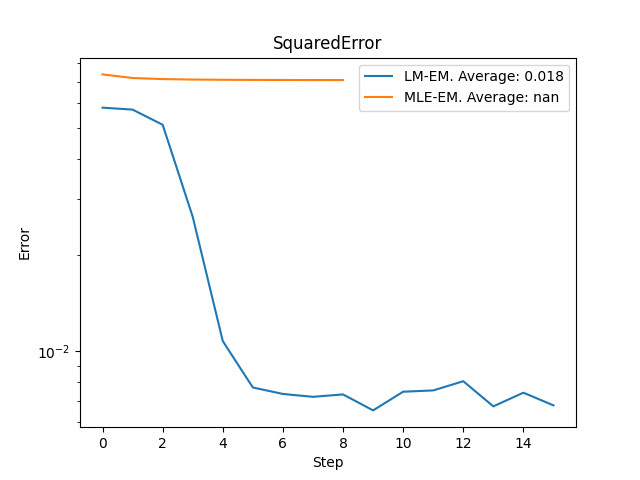 SquaredError
LM-EM. Average: 0.018
MLE-EM. Average: nan
Error
10⁻²
0 2 4 6 8 10 12 14
Step